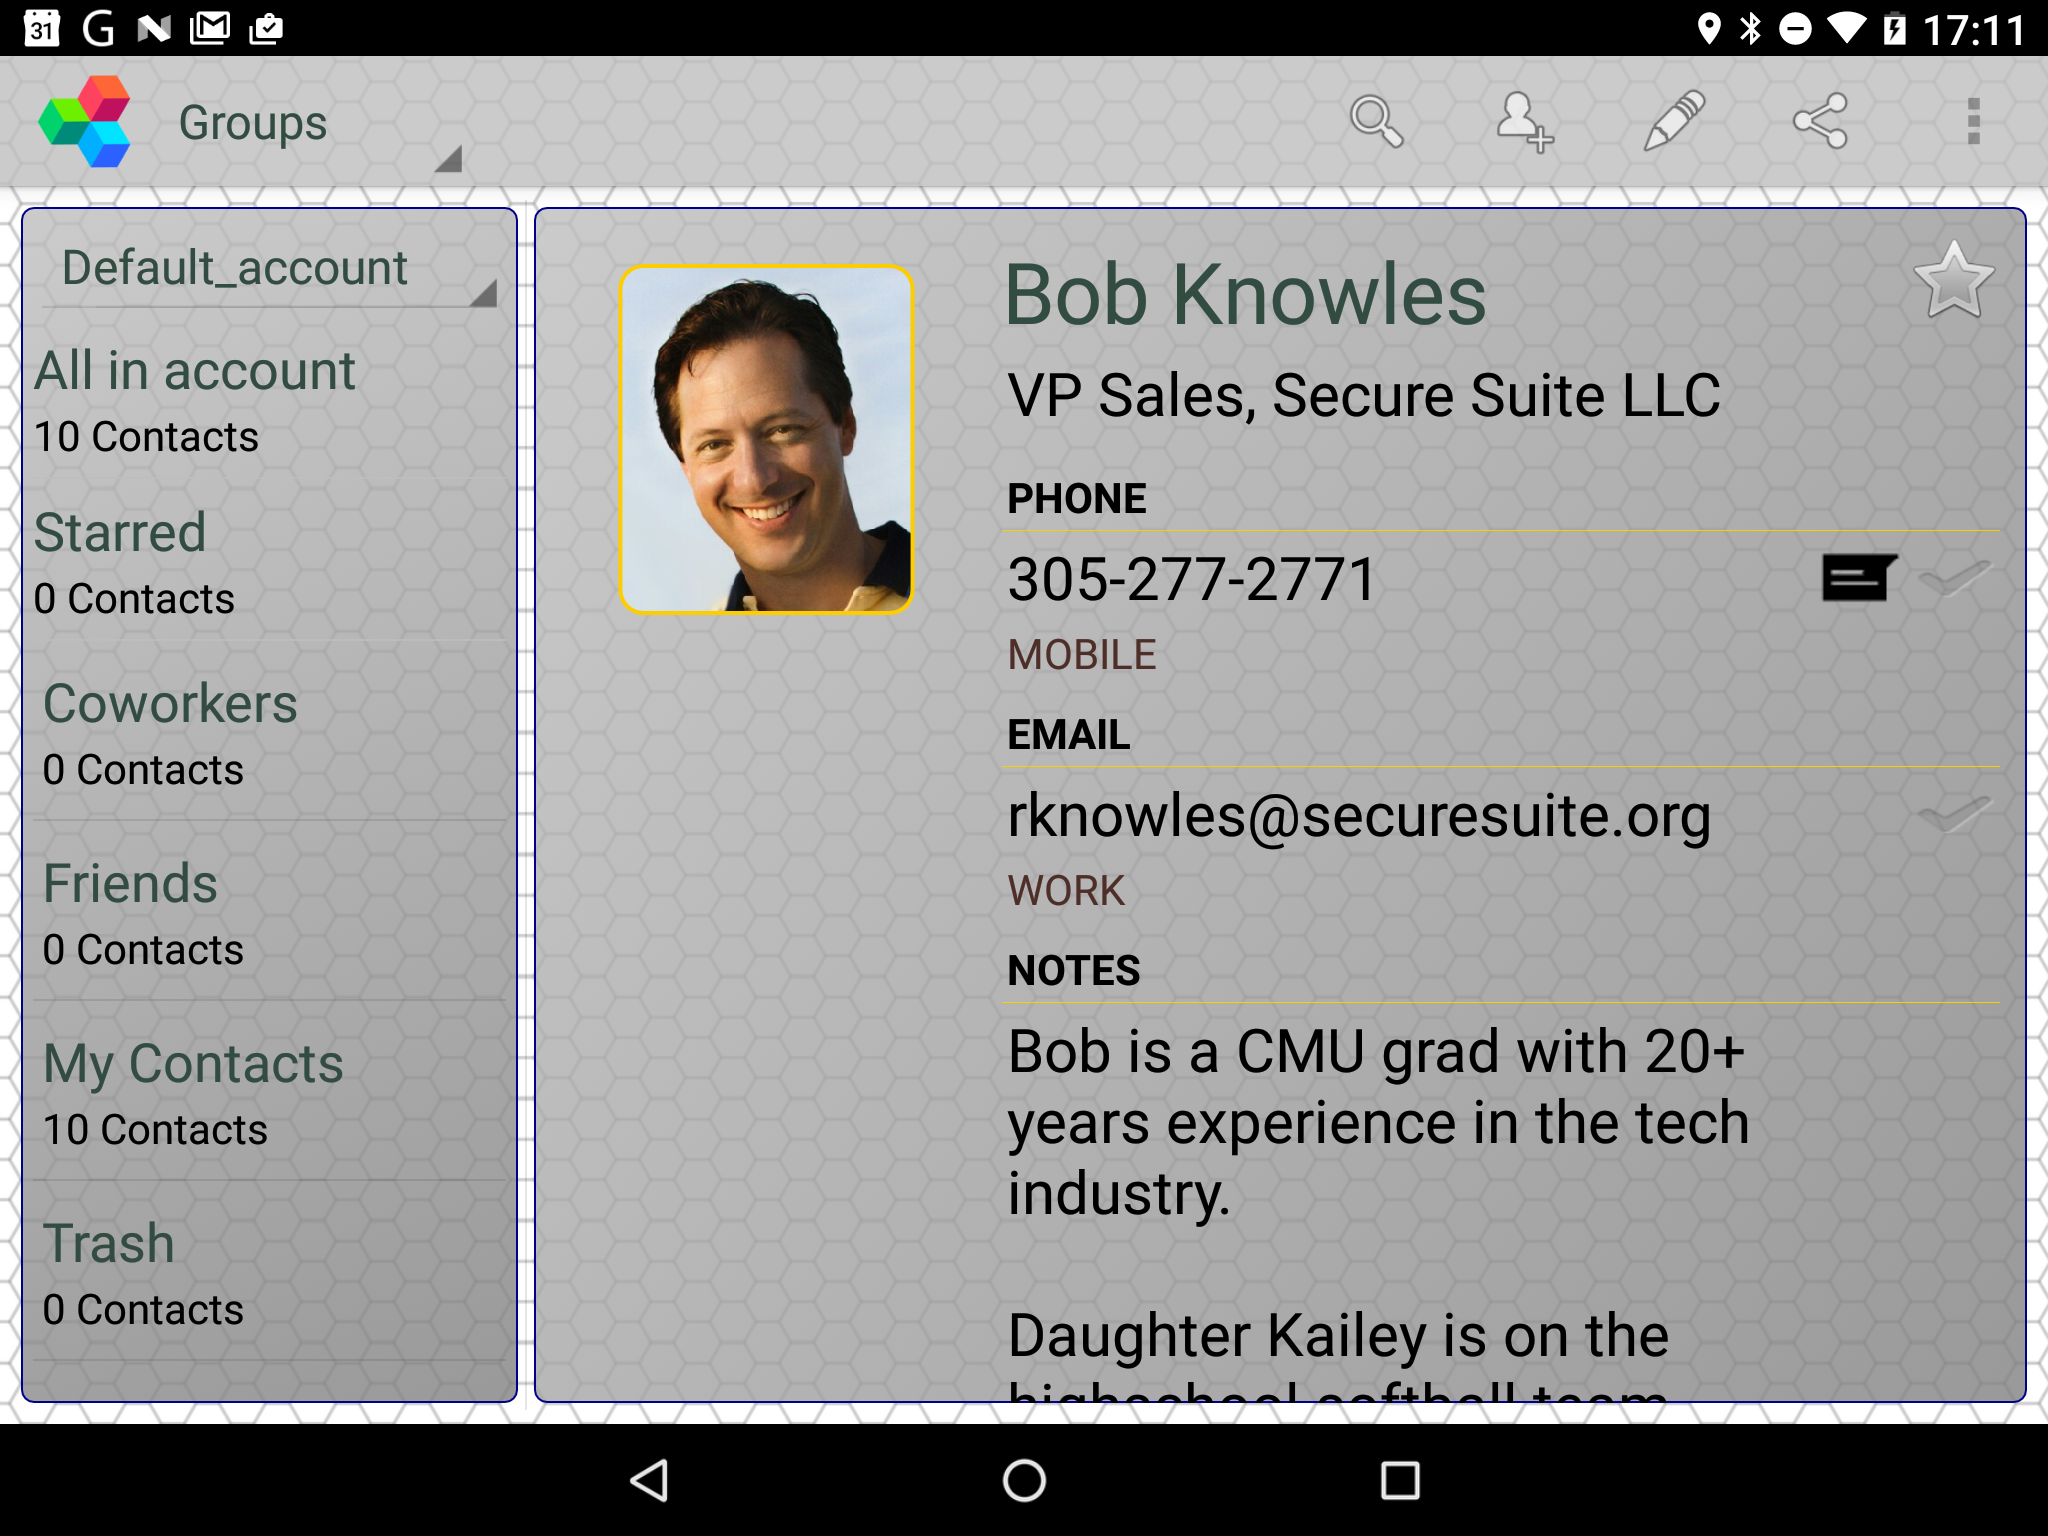 31
17:11
Groups
Default_account
All in account
10 Contacts
Starred
0 Contacts
Coworkers
0 Contacts
Friends
0 Contacts
My Contacts
10 Contacts
Trash
0 Contacts
Bob Knowles
VP Sales, Secure Suite LLC
PHONE
305-277-2771
MOBILE
EMAIL
rknowles@securesuite.org
WORK
NOTES
Bob is a CMU grad with 20+
years experience in the tech
industry.
Daughter Kailey is on the
highschool softball team